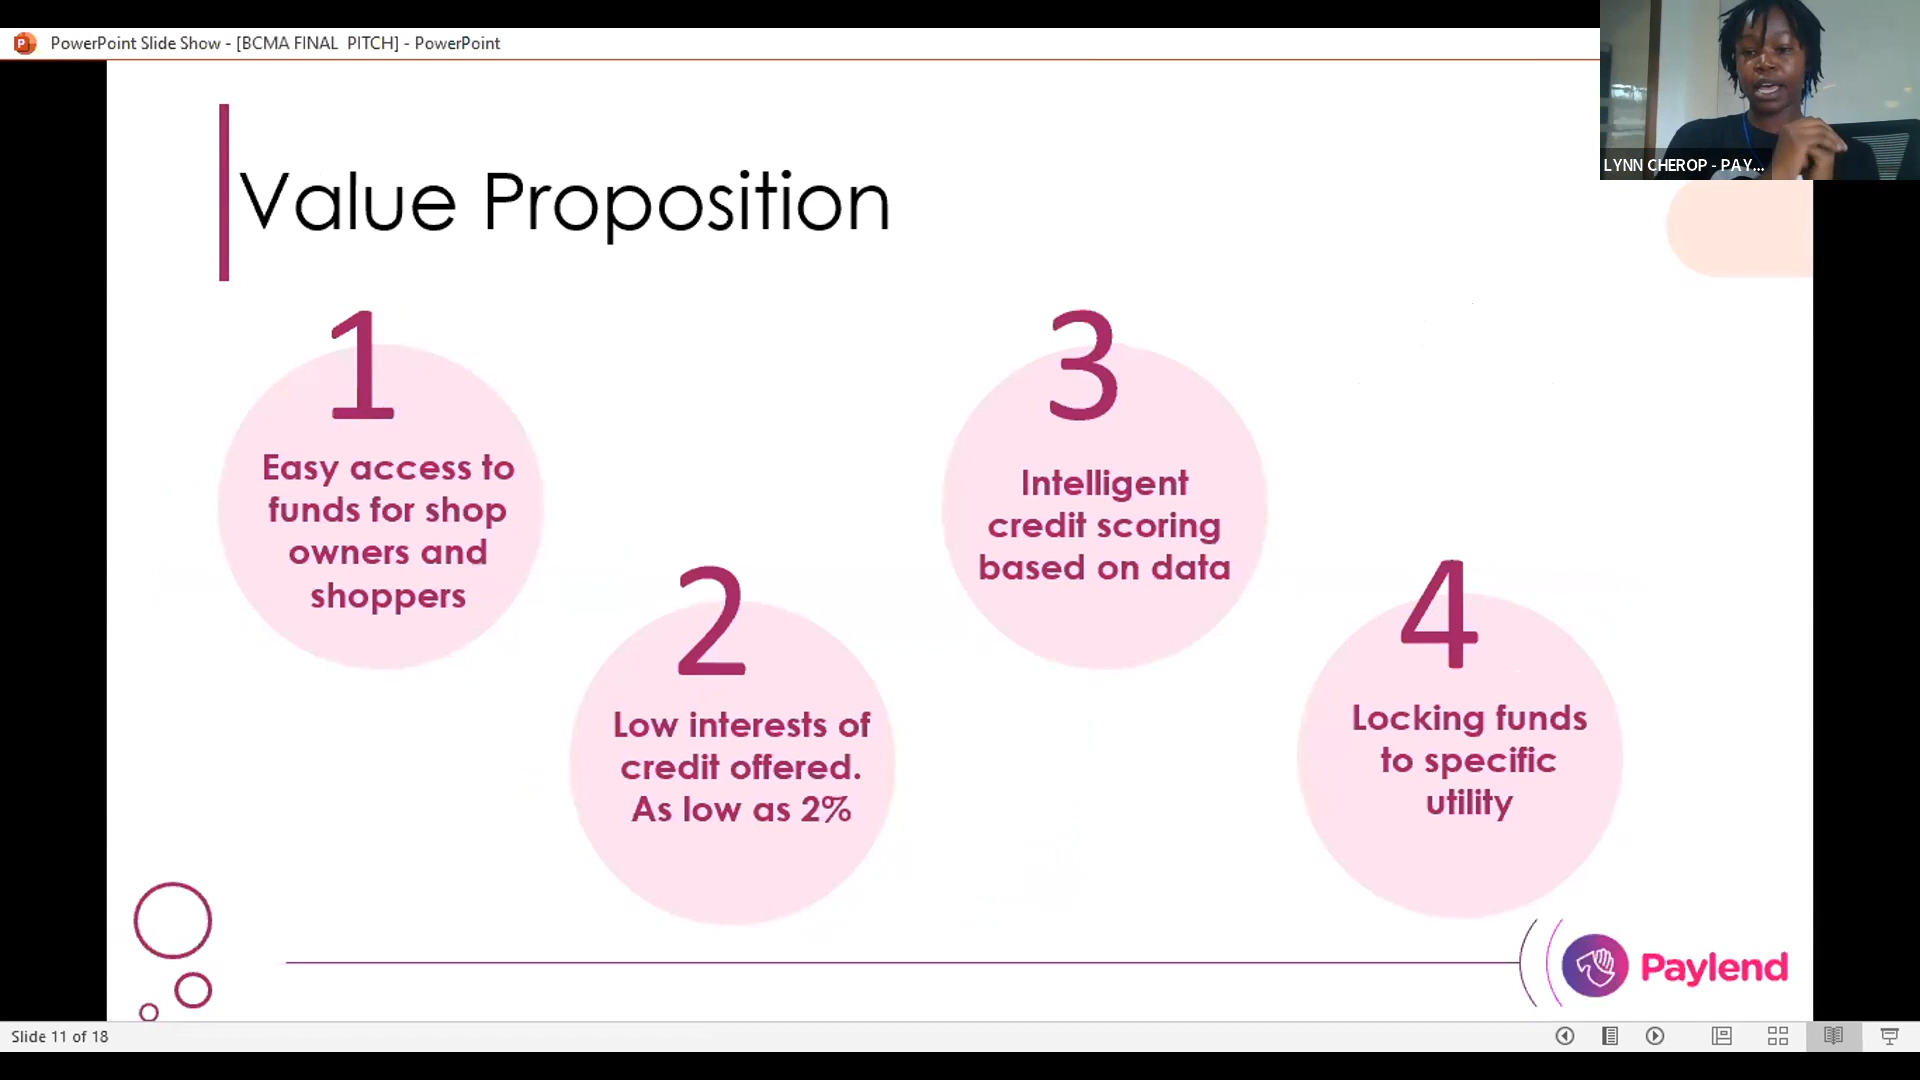 PowerPoint Slide Show - [BCMA FINAL  PITCH] - PowerPoint
LYNN CHEROP - PAY...
Value Proposition
1
Easy access to
funds for shop
owners and
shoppers
2
Low interests of
credit offered.
As low as 2%
3
Intelligent
credit scoring
based on data
4
Locking funds
to specific
utility
Paylend
Slide 11 of 18